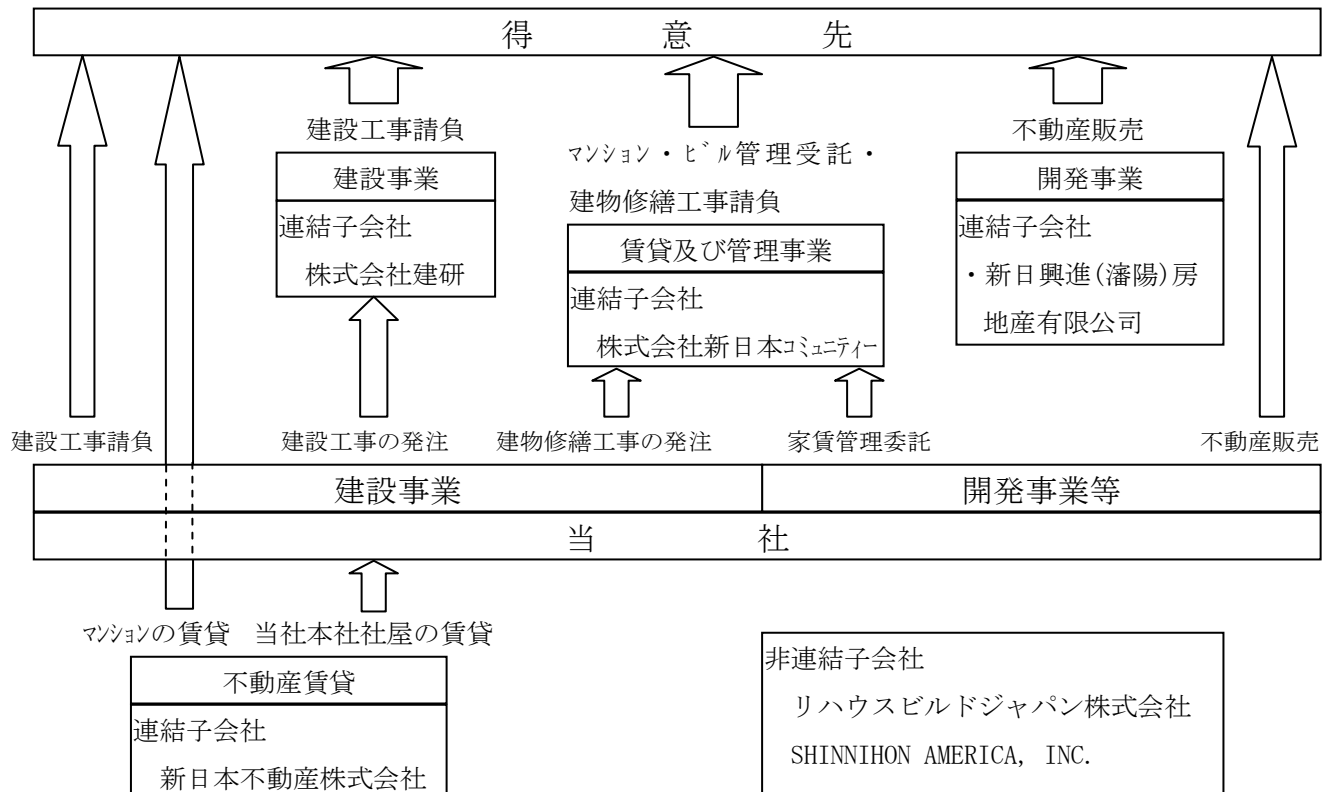 得意先
建設工事請負
建設事業
連結子会社
株式会社建研
マンション・ビル管理受託・
建物修繕工事請負
賃貸及び管理事業
連結子会社
株式会社新日本コミュニティー
不動産販売
開発事業
連結子会社
・新日興進(瀋陽)房
地産有限公司
建設工事請負
建設工事の発注
建物修繕工事の発注
家賃管理委託
不動産販売
建設事業
開発事業等
当社
マンションの賃貸
当社本社社屋の賃貸
不動産賃貸
連結子会社
新日本不動産株式会社
非連結子会社
リハウスビルドジャパン株式会社
SHINNIHON AMERICA, INC.